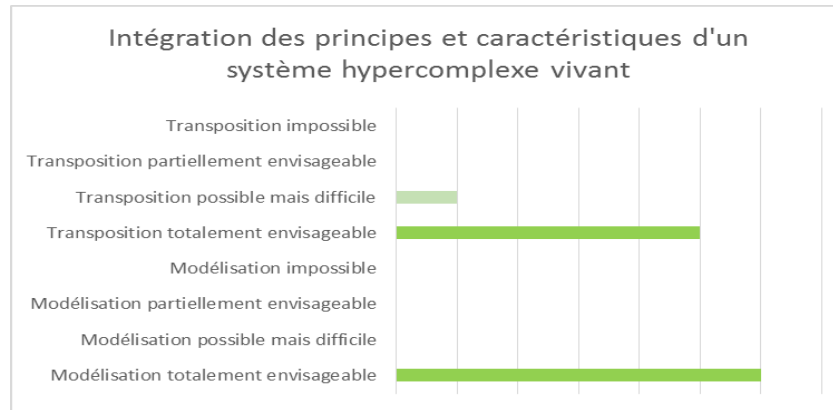 Intégration des principes et caractéristiques d'un
système hypercomplexe vivant
Transposition impossible
Transposition partiellement envisageable
Transposition possible mais difficile
Transposition totalement envisageable
Modélisation impossible
Modélisation partiellement envisageable
Modélisation possible mais difficile
Modélisation totalement envisageable